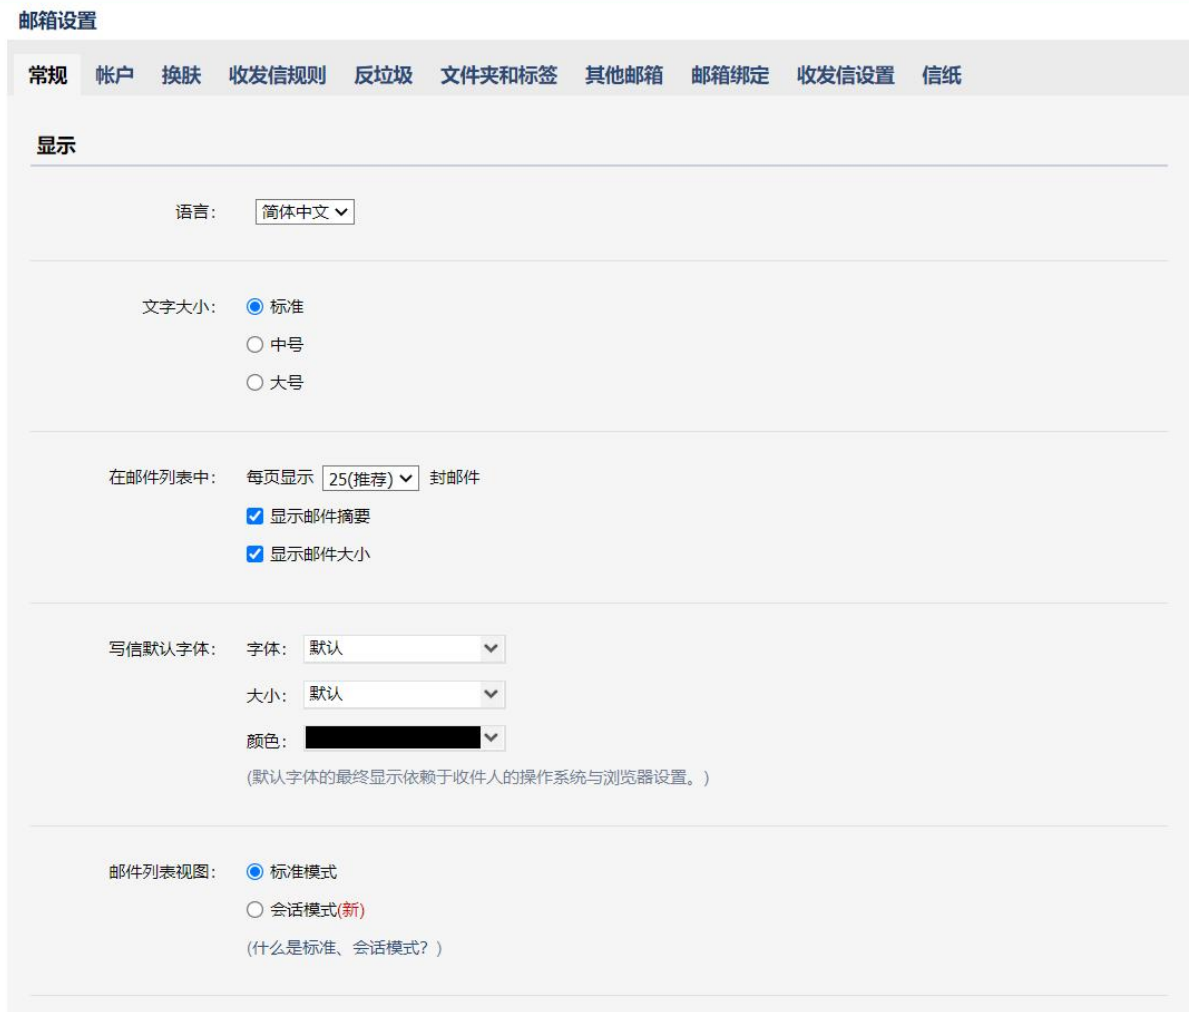 邮箱设置
常规 帐户 换肤 收发信规则 反垃圾 文件夹和标签 其他邮箱 邮箱绑定 收发信设置 信纸
显示
语言： 简体中文
文字大小： 标准
中号
大号
在邮件列表中： 每页显示 25(推荐) 封邮件
显示邮件摘要
显示邮件大小
写信默认字体： 字体： 默认
大小： 默认
颜色：
(默认字体的最终显示依赖于收件人的操作系统与浏览器设置。)
邮件列表视图： 标准模式
会话模式(新)
(什么是标准、会话模式？)